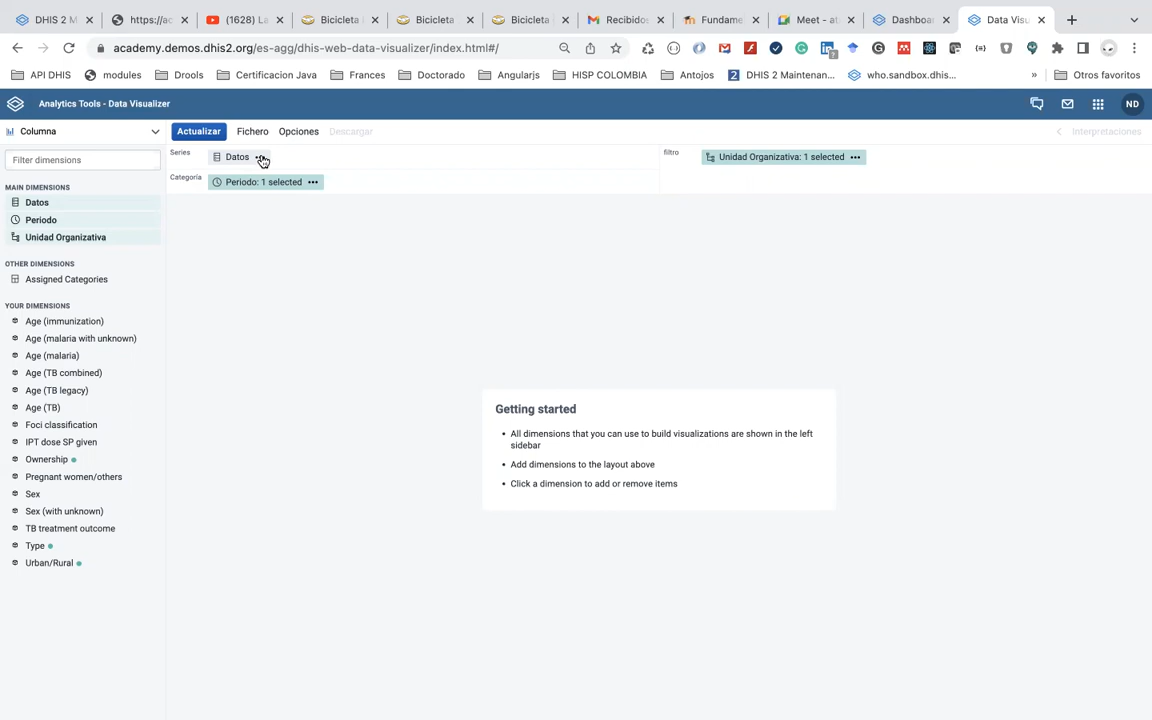 DHIS 2 M
https://ac
(1628) La
Bicicleta
Bicicleta
Bicicleta
Recibidos
Fundame
Meet - at
Dashboar
Data Visu
academy.demos.dhis2.org/es-agg/dhis-web-data-visualizer/index.html#/
API DHIS
modules
Drools
Certificacion Java
Frances
Doctorado
Angularjs
HISP COLOMBIA
Antojos
DHIS 2 Maintenan...
who.sandbox.dhis...
»
Otros favoritos
Analytics Tools - Data Visualizer
ND
Columna
Actualizar
Fichero
Opciones
Descargar
Interpretaciones
Filter dimensions
Series
Datos
filtro
Unidad Organizativa: 1 selected
Categoría
Periodo: 1 selected
MAIN DIMENSIONS
Datos
Periodo
Unidad Organizativa
OTHER DIMENSIONS
Assigned Categories
YOUR DIMENSIONS
Age (immunization)
Age (malaria with unknown)
Age (malaria)
Age (TB combined)
Age (TB legacy)
Age (TB)
Foci classification
IPT dose SP given
Ownership
Pregnant women/others
Sex
Sex (with unknown)
TB treatment outcome
Type
Urban/Rural
Getting started
• All dimensions that you can use to build visualizations are shown in the left
sidebar
• Add dimensions to the layout above
• Click a dimension to add or remove items